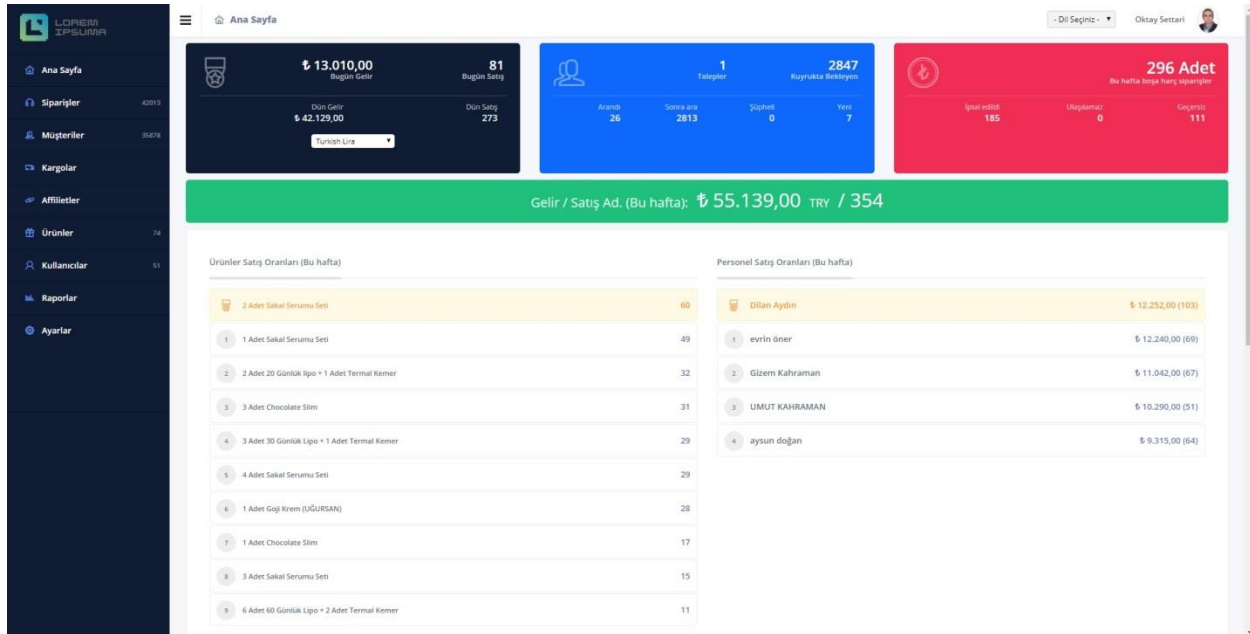 LOREM
IPSUMA
Ana Sayfa
- Dil Seçiniz -
Oktay Settari
Ana Sayfa
Siparişler 42013
Müşteriler 35878
Kargolar
Affilietler
Ürünler 74
Kullanıcılar 51
Raporlar
Ayarlar
₺ 13.010,00
Bugün Gelir
81
Bugün Satış
Dün Gelir
₺ 42.129,00
Dün Satış
273
Turkish Lira
1
Talepler
2847
Kuyrukta Bekleyen
Arandı
26
Sonra ara
2813
Şüpheli
0
Yeni
7
296 Adet
Bu hafta boşa harç siparişler
İptal edildi
185
Ulaşılamaz
0
Geçersiz
111
Gelir / Satış Ad. (Bu hafta): ₺ 55.139,00 TRY / 354
Ürünler Satış Oranları (Bu hafta)
2 Adet Sakal Serumu Seti 60
1 1 Adet Sakal Serumu Seti 49
2 2 Adet 20 Günlük lipo + 1 Adet Termal Kemer 32
3 3 Adet Chocolate Slim 31
4 3 Adet 30 Günlük Lipo + 1 Adet Termal Kemer 29
5 4 Adet Sakal Serumu Seti 29
6 1 Adet Goji Krem (UĞURSAN) 28
7 1 Adet Chocolate Slim 17
8 3 Adet Sakal Serumu Seti 15
9 6 Adet 60 Günlük Lipo + 2 Adet Termal Kemer 11
Personel Satış Oranları (Bu hafta)
Dilan Aydın ₺ 12.252,00 (103)
1 evrin öner ₺ 12.240,00 (69)
2 Gizem Kahraman ₺ 11.042,00 (67)
3 UMUT KAHRAMAN ₺ 10.290,00 (51)
4 aysun doğan ₺ 9.315,00 (64)